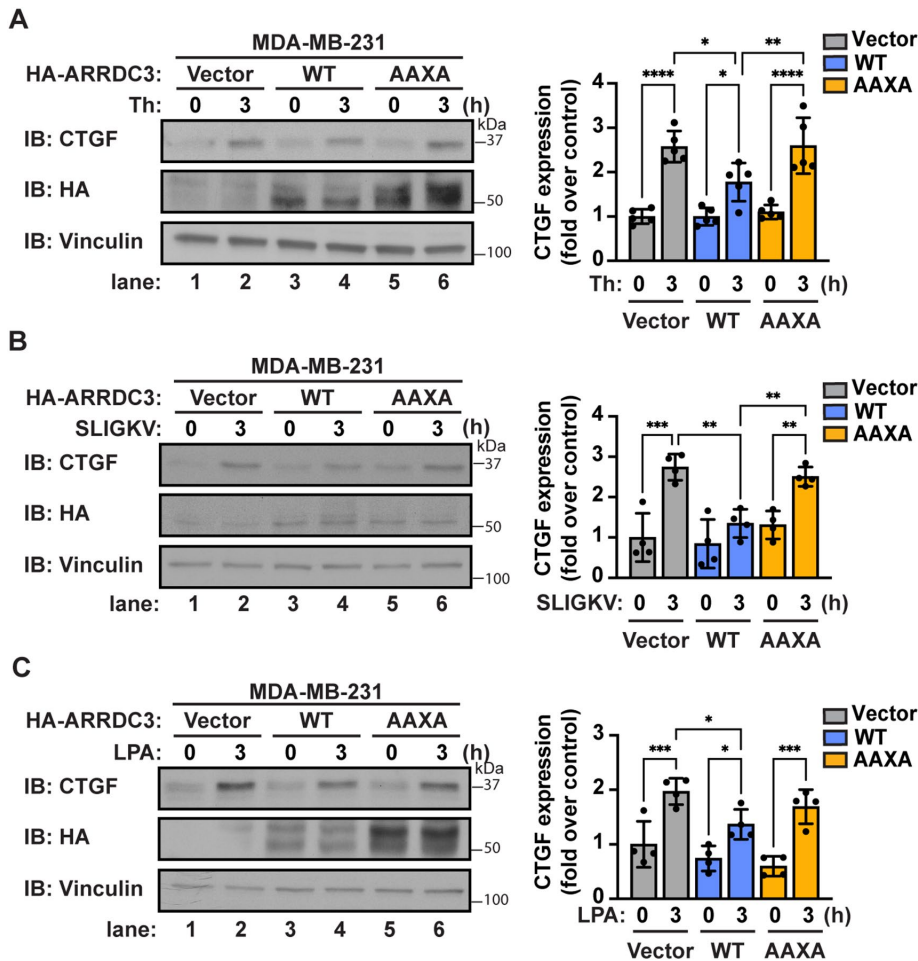 A
MDA-MB-231
HA-ARRDC3: Vector WT AAXA
Th: 0 3 0 3 0 3 (h)
kDa
IB: CTGF 37
IB: HA 50
IB: Vinculin 100
lane: 1 2 3 4 5 6
Vector
WT
AAXA
* **
**** * ****
CTGF expression
(fold over control)
4
3
2
1
0
Th: 0 3 0 3 0 3 (h)
Vector WT AAXA
B
MDA-MB-231
HA-ARRDC3: Vector WT AAXA
SLIGKV: 0 3 0 3 0 3 (h)
kDa
IB: CTGF 37
IB: HA 50
IB: Vinculin 100
lane: 1 2 3 4 5 6
Vector
WT
AAXA
**
*** ** **
CTGF expression
(fold over control)
4
3
2
1
0
SLIGKV: 0 3 0 3 0 3 (h)
Vector WT AAXA
C
MDA-MB-231
HA-ARRDC3: Vector WT AAXA
LPA: 0 3 0 3 0 3 (h)
kDa
IB: CTGF 37
IB: HA 50
IB: Vinculin 100
lane: 1 2 3 4 5 6
Vector
WT
AAXA
*
*** * ***
CTGF expression
(fold over control)
3
2
1
0
LPA: 0 3 0 3 0 3 (h)
Vector WT AAXA